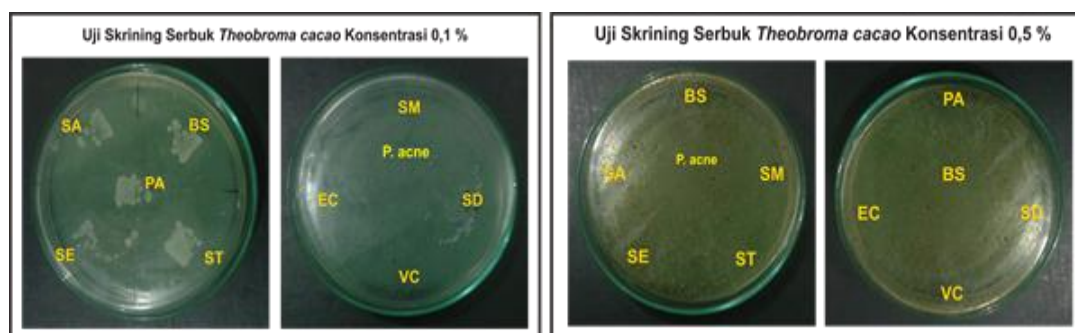 Uji Skrining Serbuk Theobroma cacao Konsentrasi 0,1 %
SA
BS
PA
SE
ST
SM
P. acne
EC
SD
VC
Uji Skrining Serbuk Theobroma cacao Konsentrasi 0,5 %
BS
P. acne
SA
SM
SE
ST
PA
BS
EC
SD
VC